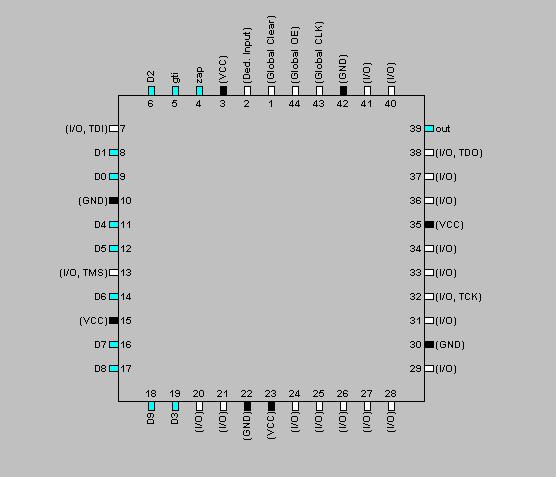 D2 gti zap (VCC) (Ded. Input) (Global Clear) (Global OE) (Global CLK) (GND) (I/O) (I/O)
6 5 4 3 2 1 44 43 42 41 40
(I/O, TDI) 7 39 out
D1 8 38 (I/O, TDO)
D0 9 37 (I/O)
(GND) 10 36 (I/O)
D4 11 35 (VCC)
D5 12 34 (I/O)
(I/O, TMS) 13 33 (I/O)
D6 14 32 (I/O, TCK)
(VCC) 15 31 (I/O)
D7 16 30 (GND)
D8 17 29 (I/O)
18 19 20 21 22 23 24 25 26 27 28
D9 D3 (I/O) (I/O) (GND) (VCC) (I/O) (I/O) (I/O) (I/O) (I/O)